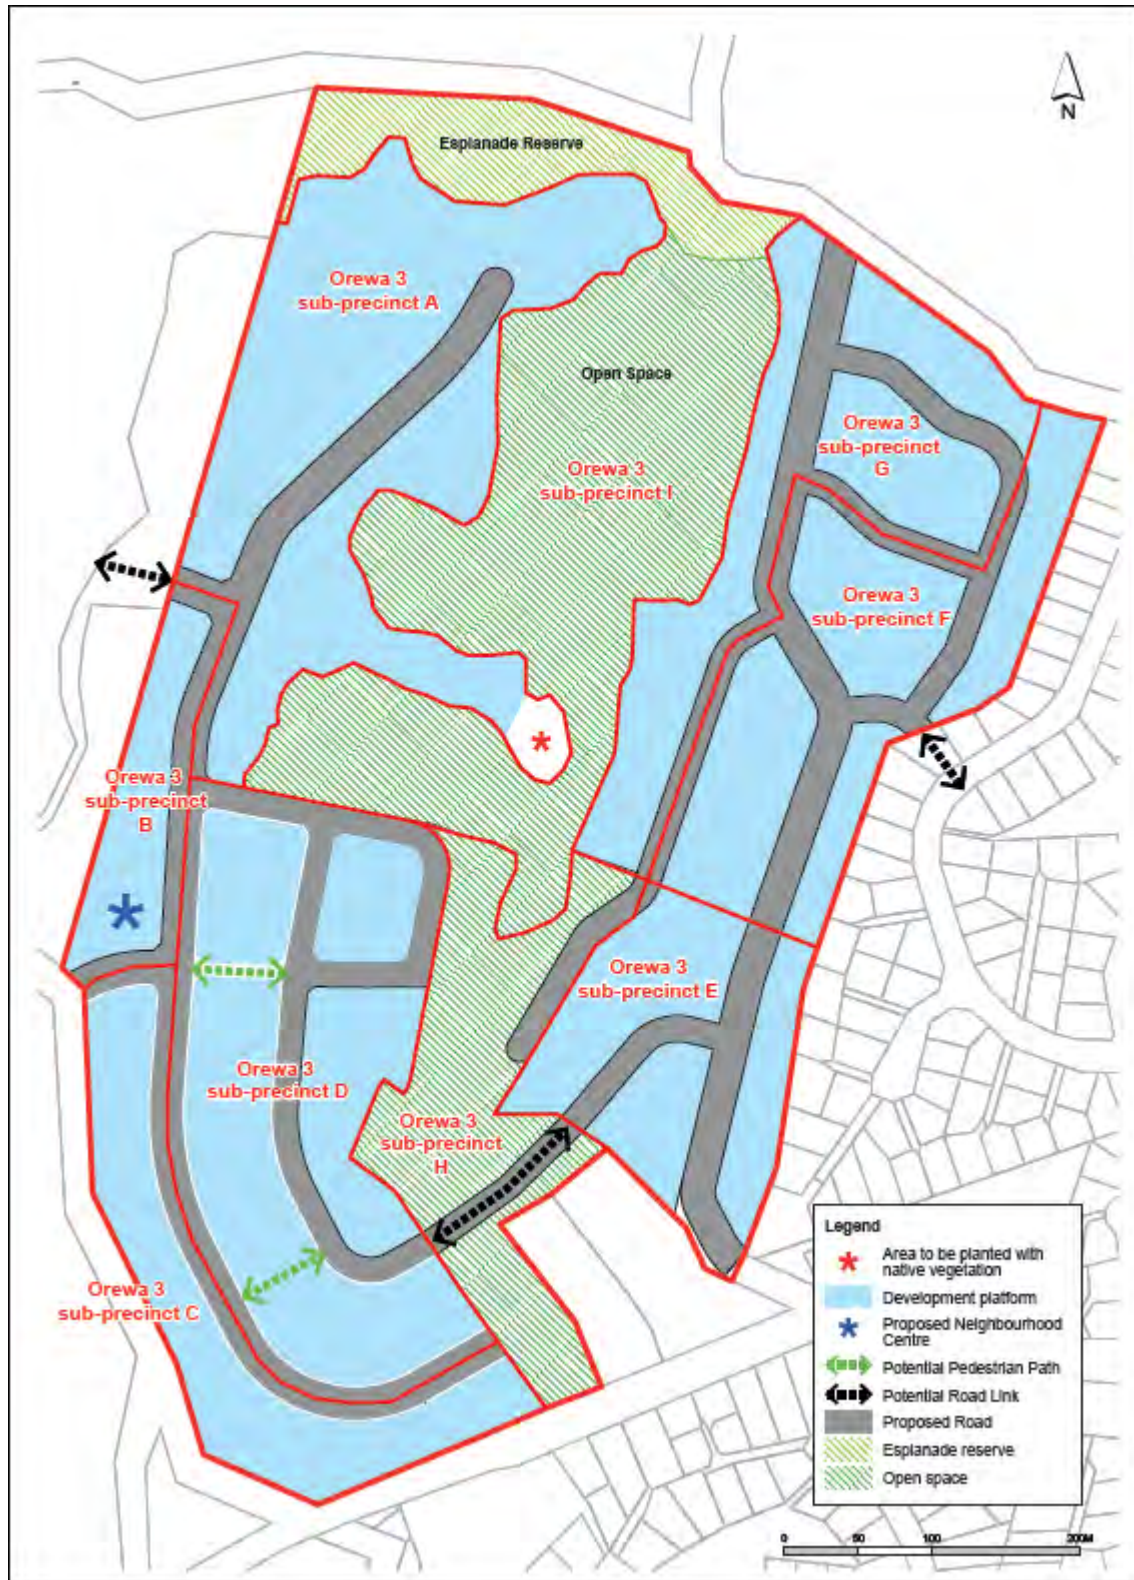 N
Esplanade Reserve
Orewa 3
sub-precinct A
Open Space
Orewa 3
sub-precinct
G
Orewa 3
sub-precinct I
Orewa 3
sub-precinct F
Orewa 3
sub-precinct
B
Orewa 3
sub-precinct E
Orewa 3
sub-precinct D
Orewa 3
sub-precinct
H
Orewa 3
sub-precinct C
Legend
Area to be planted with
native vegetation
Development platform
Proposed Neighbourhood
Centre
Potential Pedestrian Path
Potential Road Link
Proposed Road
Esplanade reserve
Open space
0 50 100 200M